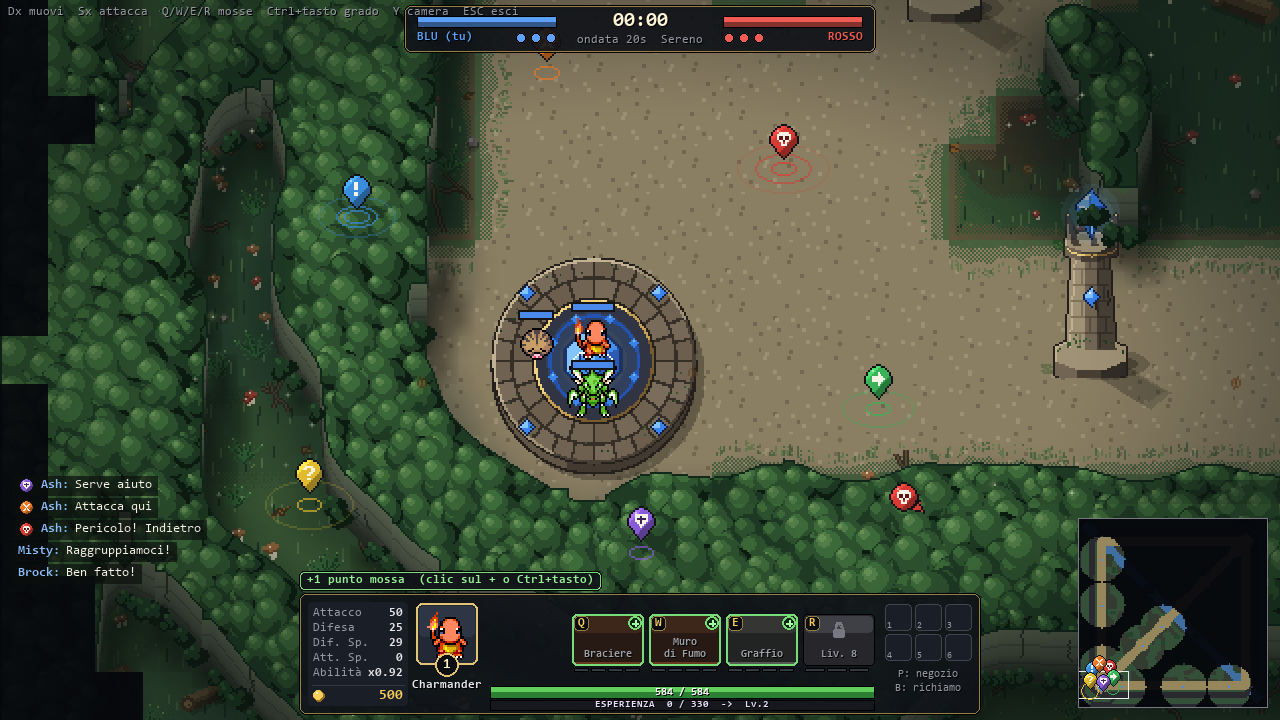 Dx muovi  Sx attacca  Q/W/E/R mosse  Ctrl+tasto grado  Y camera  ESC esci
00:00
BLU (tu)
ondata 20s  Sereno
ROSSO
!
?
Ash: Serve aiuto
Ash: Attacca qui
Ash: Pericolo! Indietro
Misty: Raggruppiamoci!
Brock: Ben fatto!
+1 punto mossa  (clic sul + o Ctrl+tasto)
Attacco 50
Difesa 25
Dif. Sp. 29
Att. Sp. 0
Abilità x0.92
500
1
Charmander
Q
Braciere
W
Muro di Fumo
E
Graffio
R
Liv. 8
1 2 3
4 5 6
P: negozio
B: richiamo
584 / 584
ESPERIENZA  0 / 330  ->  Lv.2